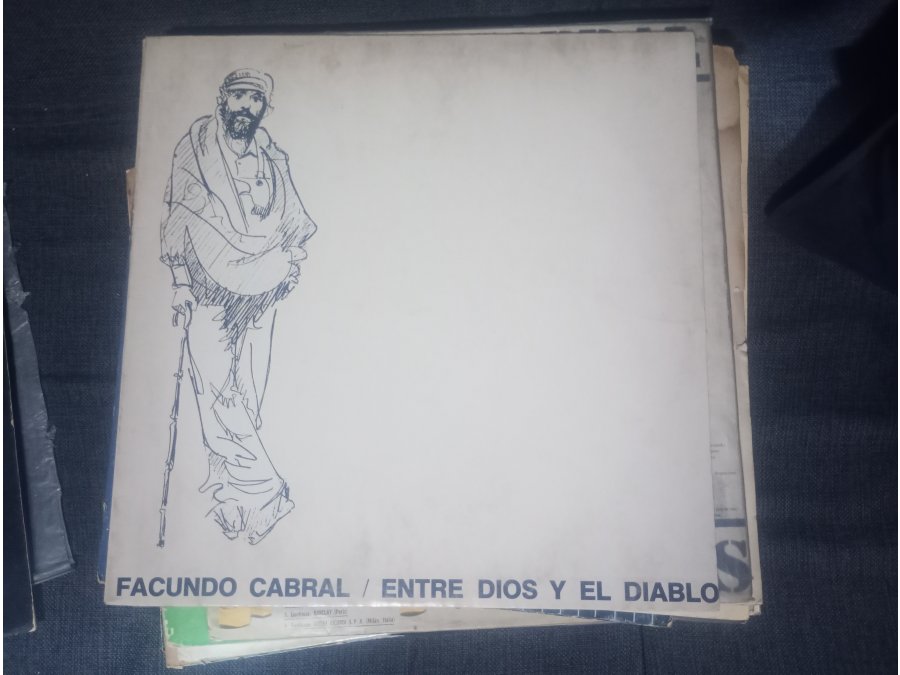 FACUNDO CABRAL / ENTRE DIOS Y EL DIABLO
S